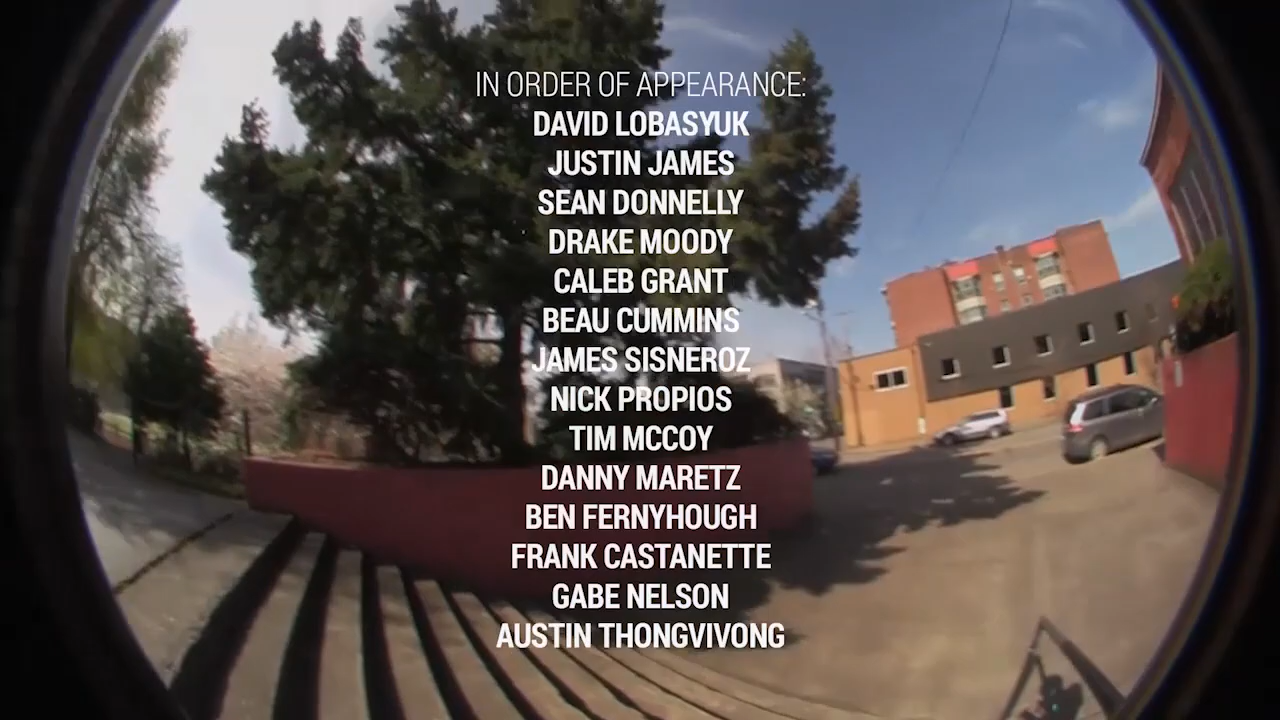 IN ORDER OF APPEARANCE:
DAVID LOBASYUK
JUSTIN JAMES
SEAN DONNELLY
DRAKE MOODY
CALEB GRANT
BEAU CUMMINS
JAMES SISNEROZ
NICK PROPIOS
TIM MCCOY
DANNY MARETZ
BEN FERNYHOUGH
FRANK CASTANETTE
GABE NELSON
AUSTIN THONGVIVONG